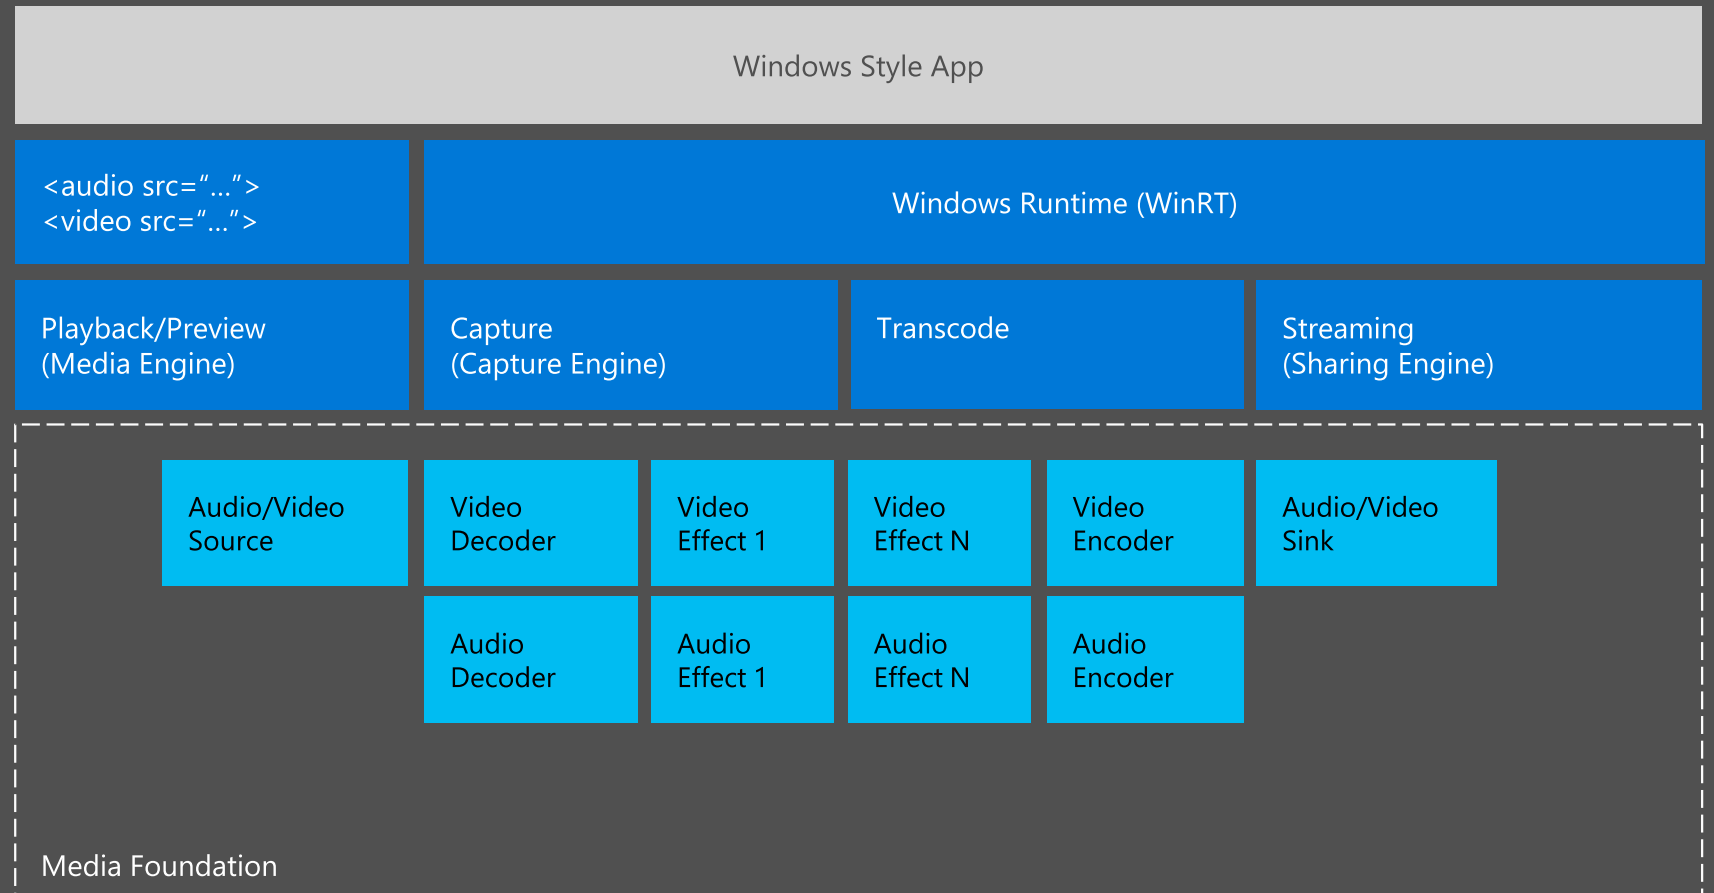 Windows Style App
<audio src=“...”>
<video src=“...”>
Windows Runtime (WinRT)
Playback/Preview
(Media Engine)
Capture
(Capture Engine)
Transcode
Streaming
(Sharing Engine)
Audio/Video
Source
Video
Decoder
Video
Effect 1
Video
Effect N
Video
Encoder
Audio/Video
Sink
Audio
Decoder
Audio
Effect 1
Audio
Effect N
Audio
Encoder
Media Foundation